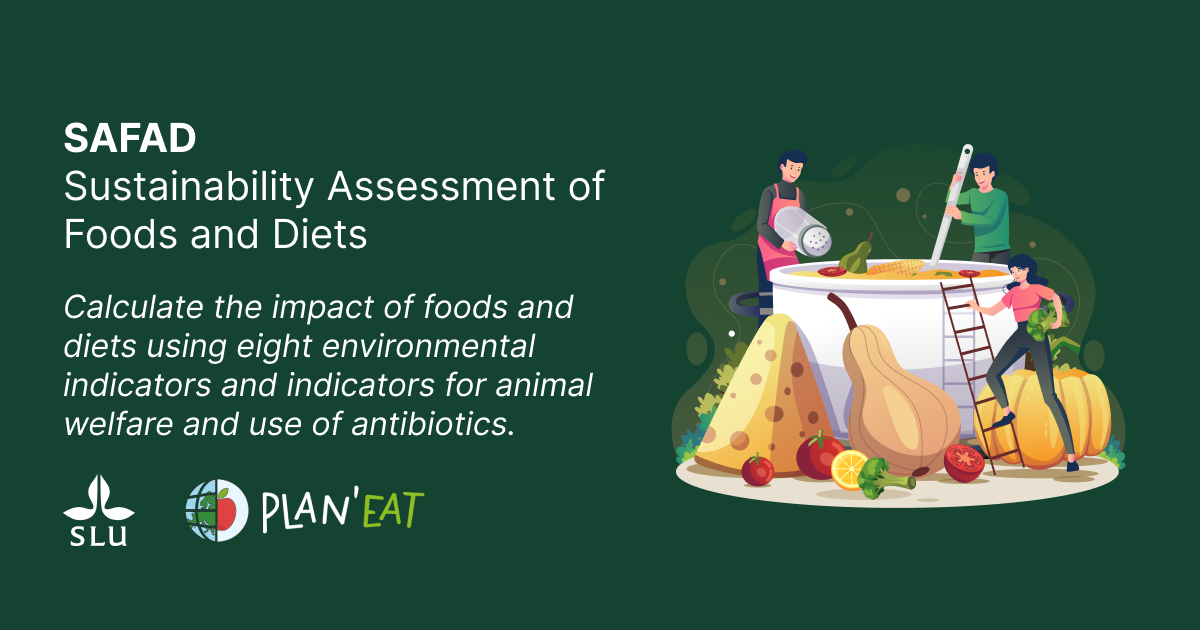 SAFAD
Sustainability Assessment of
Foods and Diets
Calculate the impact of foods and
diets using eight environmental
indicators and indicators for animal
welfare and use of antibiotics.
SLU
PLAN'EAT